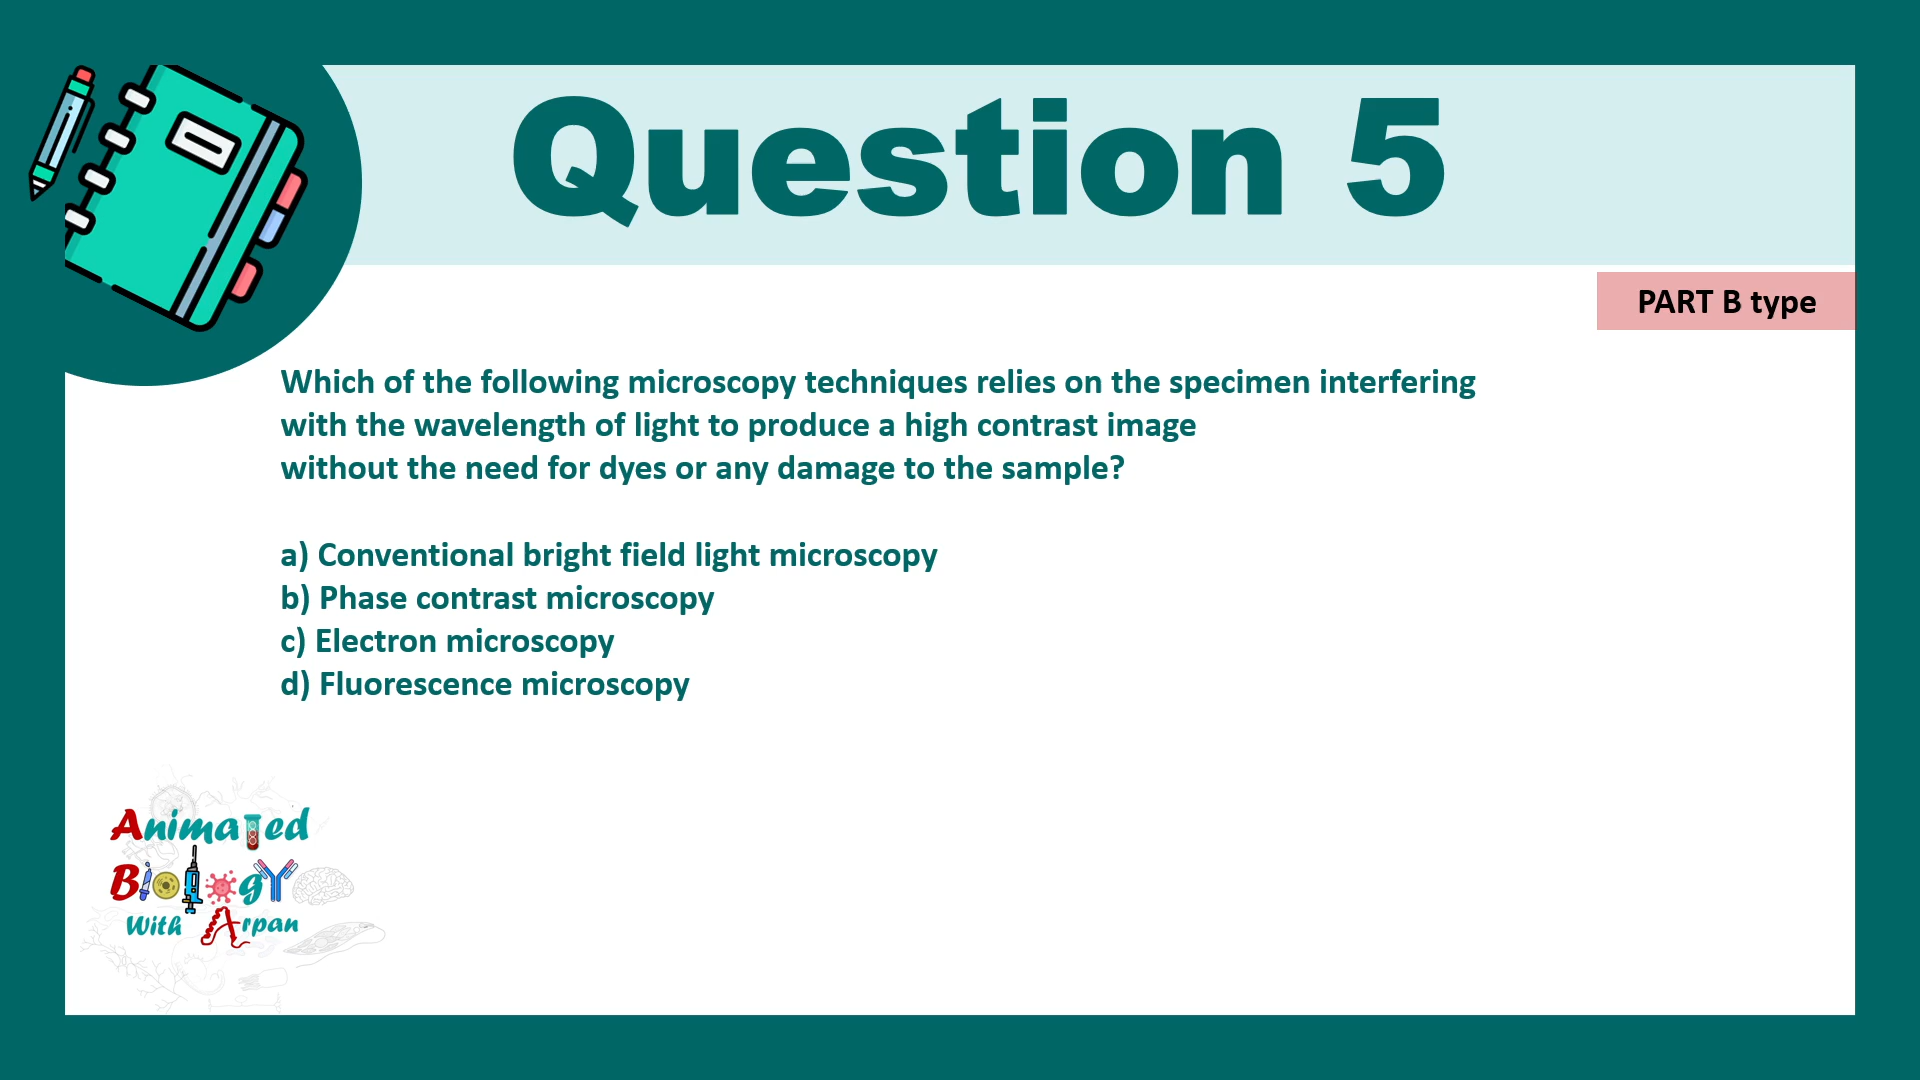 Question 5
PART B type
Which of the following microscopy techniques relies on the specimen interfering
with the wavelength of light to produce a high contrast image
without the need for dyes or any damage to the sample?
a) Conventional bright field light microscopy
b) Phase contrast microscopy
c) Electron microscopy
d) Fluorescence microscopy
Animated
Biology
With Arpan